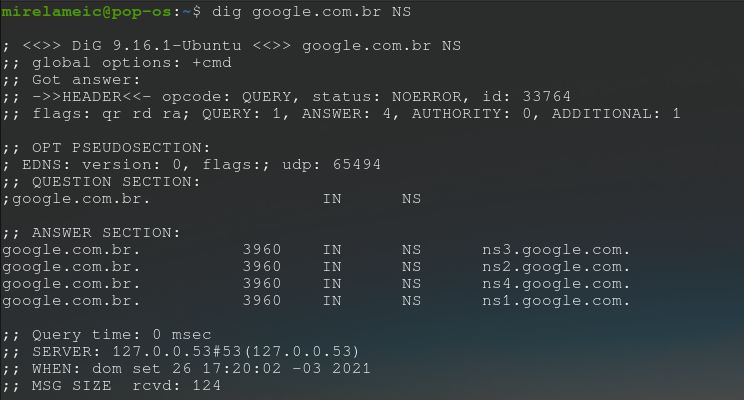 mirelameic@pop-os:~$ dig google.com.br NS
; <<>> DiG 9.16.1-Ubuntu <<>> google.com.br NS
;; global options: +cmd
;; Got answer:
;; ->>HEADER<<- opcode: QUERY, status: NOERROR, id: 33764
;; flags: qr rd ra; QUERY: 1, ANSWER: 4, AUTHORITY: 0, ADDITIONAL: 1
;; OPT PSEUDOSECTION:
; EDNS: version: 0, flags:; udp: 65494
;; QUESTION SECTION:
;google.com.br. IN NS
;; ANSWER SECTION:
google.com.br. 3960 IN NS ns3.google.com.
google.com.br. 3960 IN NS ns2.google.com.
google.com.br. 3960 IN NS ns4.google.com.
google.com.br. 3960 IN NS ns1.google.com.
;; Query time: 0 msec
;; SERVER: 127.0.0.53#53(127.0.0.53)
;; WHEN: dom set 26 17:20:02 -03 2021
;; MSG SIZE rcvd: 124